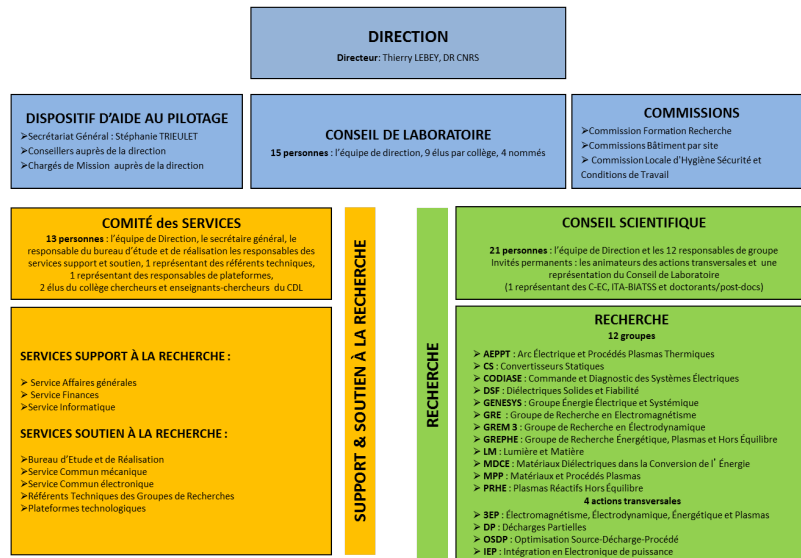 DIRECTION
Directeur: Thierry LEBEY, DR CNRS
DISPOSITIF D'AIDE AU PILOTAGE
➢Secrétariat Général : Stéphanie TRIEULET
➢Conseillers auprès de la direction
➢Chargés de Mission auprès de la direction
CONSEIL DE LABORATOIRE
15 personnes : l'équipe de direction, 9 élus par collège, 4 nommés
COMMISSIONS
➢Commission Formation Recherche
➢Commissions Bâtiment par site
➢ Commission Locale d'Hygiène Sécurité et
Conditions de Travail
COMITÉ des SERVICES
13 personnes : l'équipe de Direction, le secrétaire général, le
responsable du bureau d'étude et de réalisation les responsables des
services support et soutien, 1 représentant des référents techniques,
1 représentant des responsables de plateformes,
2 élus du collège chercheurs et enseignants-chercheurs du CDL
SERVICES SUPPORT À LA RECHERCHE :
➢ Service Affaires générales
➢ Service Finances
➢Service Informatique
SERVICES SOUTIEN À LA RECHERCHE :
➢Bureau d'Etude et de Réalisation
➢Service Commun mécanique
➢Service Commun électronique
➢Référents Techniques des Groupes de Recherches
➢Plateformes technologiques
SUPPORT & SOUTIEN À LA RECHERCHE
RECHERCHE
CONSEIL SCIENTIFIQUE
21 personnes : l'équipe de Direction et les 12 responsables de groupe
Invités permanents : les animateurs des actions transversales et une
représentation du Conseil de Laboratoire
(1 représentant des C-EC, ITA-BIATSS et doctorants/post-docs)
RECHERCHE
12 groupes
➢ AEPPT : Arc Électrique et Procédés Plasmas Thermiques
➢ CS : Convertisseurs Statiques
➢ CODIASE : Commande et Diagnostic des Systèmes Électriques
➢ DSF : Diélectriques Solides et Fiabilité
➢ GENESYS : Groupe Énergie Électrique et Systémique
➢ GRE : Groupe de Recherche en Electromagnétisme
➢ GREM 3 : Groupe de Recherche en Électrodynamique
➢ GREPHE : Groupe de Recherche Énergétique, Plasmas et Hors Équilibre
➢ LM : Lumière et Matière
➢ MDCE : Matériaux Diélectriques dans la Conversion de l' Énergie
➢ MPP : Matériaux et Procédés Plasmas
➢ PRHE : Plasmas Réactifs Hors Équilibre
4 actions transversales
➢ 3EP : Électromagnétisme, Électrodynamique, Énergétique et Plasmas
➢ DP : Décharges Partielles
➢ OSDP : Optimisation Source-Décharge-Procédé
➢ IEP : Intégration en Electronique de puissance